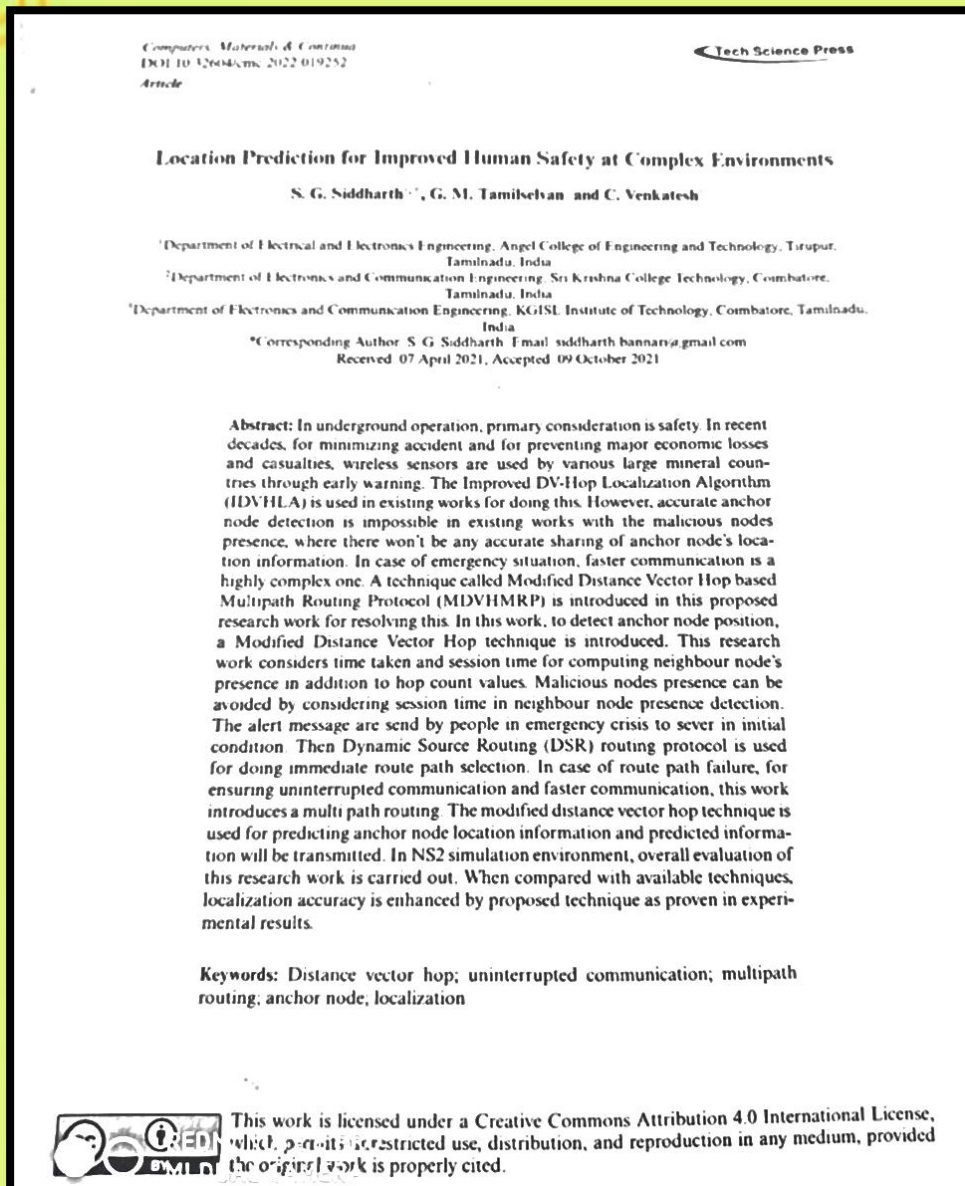 Computers, Materials & Continua
DOI:10.32604/cmc.2022.019252
Article
Tech Science Press
Location Prediction for Improved Human Safety at Complex Environments
S. G. Siddharth, G. M. Tamilselvan and C. Venkatesh
Department of Electrical and Electronics Engineering, Angel College of Engineering and Technology, Tirupur,
Tamilnadu, India
2Department of Electronics and Communication Engineering, Sri Krishna College Technology, Coimbatore,
Tamilnadu, India
Department of Electronics and Communication Engineering, KGISL Institute of Technology, Coimbatore, Tamilnadu,
India
*Corresponding Author S G Siddharth Email siddharth bannari@gmail com
Received 07 April 2021, Accepted 09 October 2021
Abstract: In underground operation, primary consideration is safety. In recent
decades, for minimizing accident and for preventing major economic losses
and casualties, wireless sensors are used by various large mineral coun-
tries through early warning. The Improved DV-Hop Localization Algorithm
(IDVHLA) is used in existing works for doing this. However, accurate anchor
node detection is impossible in existing works with the malicious nodes
presence, where there won't be any accurate sharing of anchor node's loca-
tion information. In case of emergency situation, faster communication is a
highly complex one. A technique called Modified Distance Vector Hop based
Multipath Routing Protocol (MDVHMRP) is introduced in this proposed
research work for resolving this. In this work, to detect anchor node position,
a Modified Distance Vector Hop technique is introduced. This research
work considers time taken and session time for computing neighbour node's
presence in addition to hop count values. Malicious nodes presence can be
avoided by considering session time in neighbour node presence detection.
The alert message are send by people in emergency crisis to sever in initial
condition. Then Dynamic Source Routing (DSR) routing protocol is used
for doing immediate route path selection. In case of route path failure, for
ensuring uninterrupted communication and faster communication, this work
introduces a multi path routing. The modified distance vector hop technique is
used for predicting anchor node location information and predicted informa-
tion will be transmitted. In NS2 simulation environment, overall evaluation of
this research work is carried out. When compared with available techniques,
localization accuracy is enhanced by proposed technique as proven in experi-
mental results.
Keywords: Distance vector hop; uninterrupted communication; multipath
routing; anchor node, localization
This work is licensed under a Creative Commons Attribution 4.0 International License,
which permits unrestricted use, distribution, and reproduction in any medium, provided
BY the original work is properly cited.